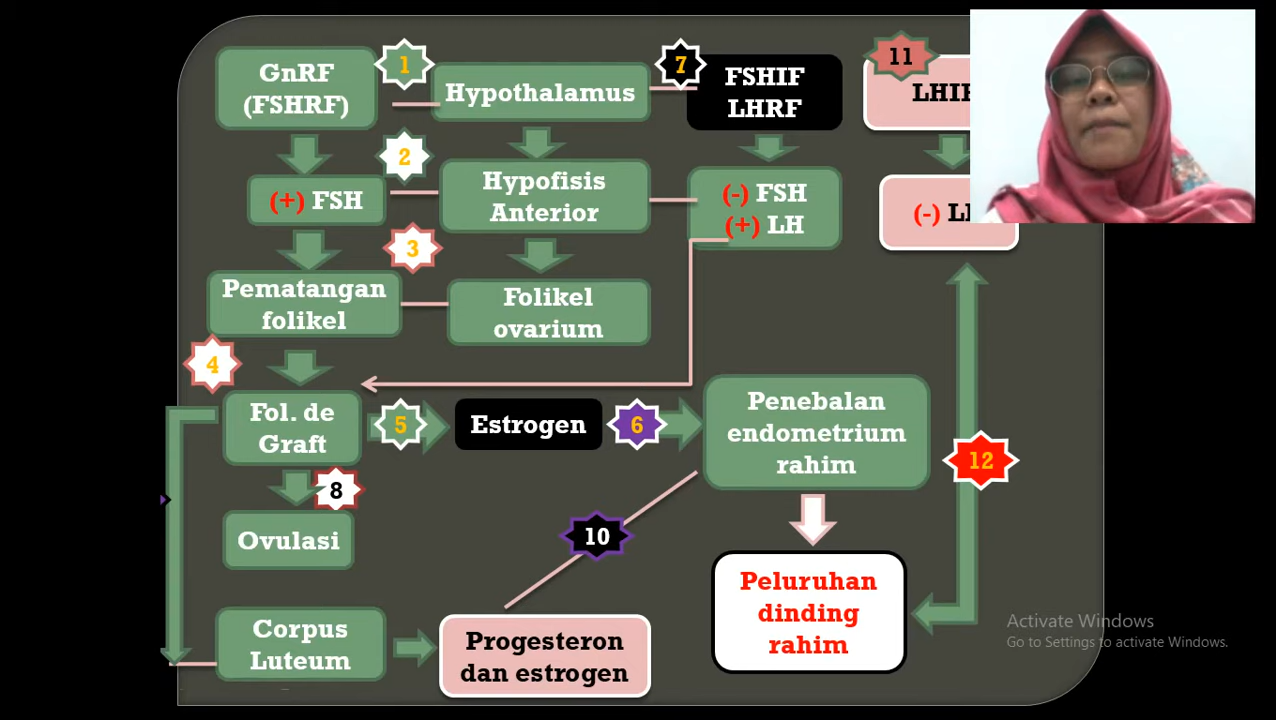 1
7
11
GnRF
(FSHRF)
Hypothalamus
FSHIF
LHRF
2
(+) FSH
Hypofisis
Anterior
(-) FSH
(+) LH
(-)
3
Pematangan
folikel
Folikel
ovarium
4
Fol. de
Graft
5
Estrogen
6
Penebalan
endometrium
rahim
12
8
Ovulasi
10
Peluruhan
dinding
rahim
Corpus
Luteum
Progesteron
dan estrogen
Activate Windows
Go to Settings to activate Windows.